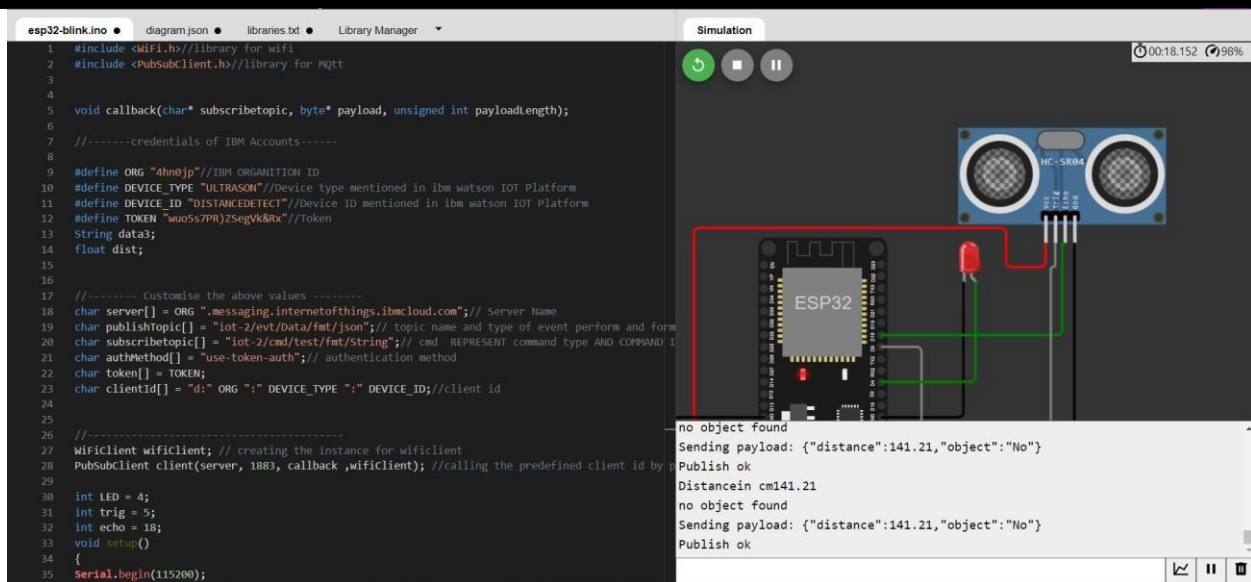 esp32-blink.ino ● diagram.json ● libraries.txt ● Library Manager
1 #include <WiFi.h>//library for wifi
2 #include <PubSubClient.h>//library for MQtt
3
4
5 void callback(char* subscribetopic, byte* payload, unsigned int payloadLength);
6
7 //-------credentials of IBM Accounts------
8
9 #define ORG "4hn0jp"//IBM ORGANITION ID
10 #define DEVICE_TYPE "ULTRASON"//Device type mentioned in ibm watson IOT Platform
11 #define DEVICE_ID "DISTANCEDETECT"//Device ID mentioned in ibm watson IOT Platform
12 #define TOKEN "wuo5s7PR)ZSegVk&Rx"//Token
13 String data3;
14 float dist;
15
16
17 //-------- Customise the above values --------
18 char server[] = ORG ".messaging.internetofthings.ibmcloud.com";// Server Name
19 char publishTopic[] = "iot-2/evt/Data/fmt/json";// topic name and type of event perform and form
20 char subscribetopic[] = "iot-2/cmd/test/fmt/String";// cmd REPRESENT command type AND COMMAND I
21 char authMethod[] = "use-token-auth";// authentication method
22 char token[] = TOKEN;
23 char clientId[] = "d:" ORG ":" DEVICE_TYPE ":" DEVICE_ID;//client id
24
25
26 //-----------------------------------------
27 WiFiClient wifiClient; // creating the instance for wificlient
28 PubSubClient client(server, 1883, callback ,wifiClient); //calling the predefined client id by p
29
30 int LED = 4;
31 int trig = 5;
32 int echo = 18;
33 void setup()
34 {
35 Serial.begin(115200);
Simulation
00:18.152 98%
HC-SR04
Vcc
Trig
Echo
Gnd
ESP32
no object found
Sending payload: {"distance":141.21,"object":"No"}
Publish ok
Distancein cm141.21
no object found
Sending payload: {"distance":141.21,"object":"No"}
Publish ok